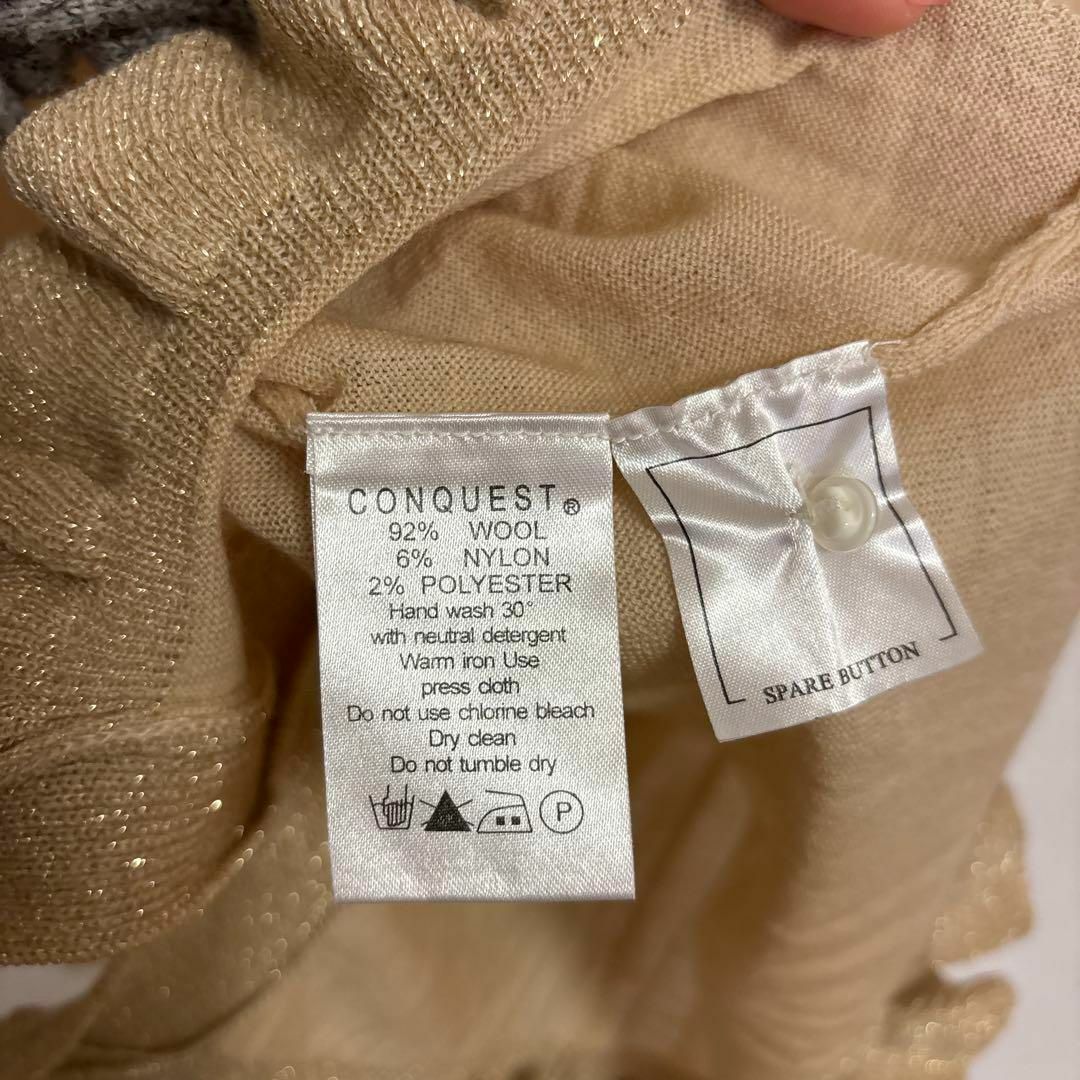 CONQUEST®
92% WOOL
6% NYLON
2% POLYESTER
Hand wash 30°
with neutral detergent
Warm iron Use
press cloth
Do not use chlorine bleach
Dry clean
Do not tumble dry
P
SPARE BUTTON